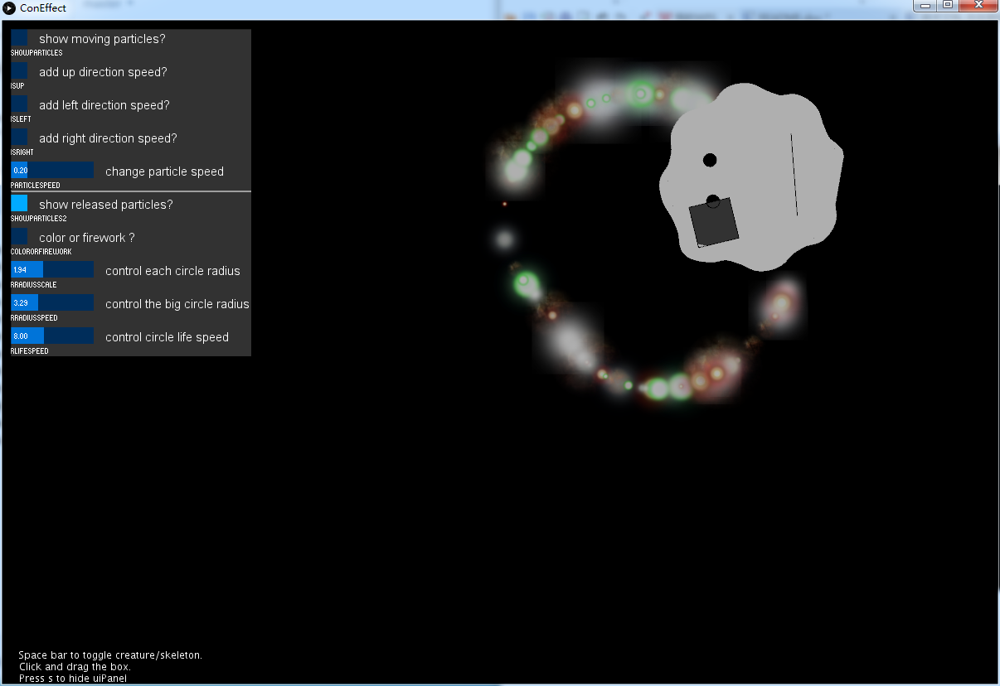 ConEffect
show moving particles?
SHOWPARTICLES
add up direction speed?
ISUP
add left direction speed?
ISLEFT
add right direction speed?
ISRIGHT
0.20 change particle speed
PARTICLESPEED
show released particles?
SHOWPARTICLES2
color or firework ?
COLORORFIREWORK
1.94 control each circle radius
RRADIUSSCALE
3.29 control the big circle radius
RRADIUSSPEED
8.00 control circle life speed
RLIFESPEED
Space bar to toggle creature/skeleton.
Click and drag the box.
Press s to hide uiPanel